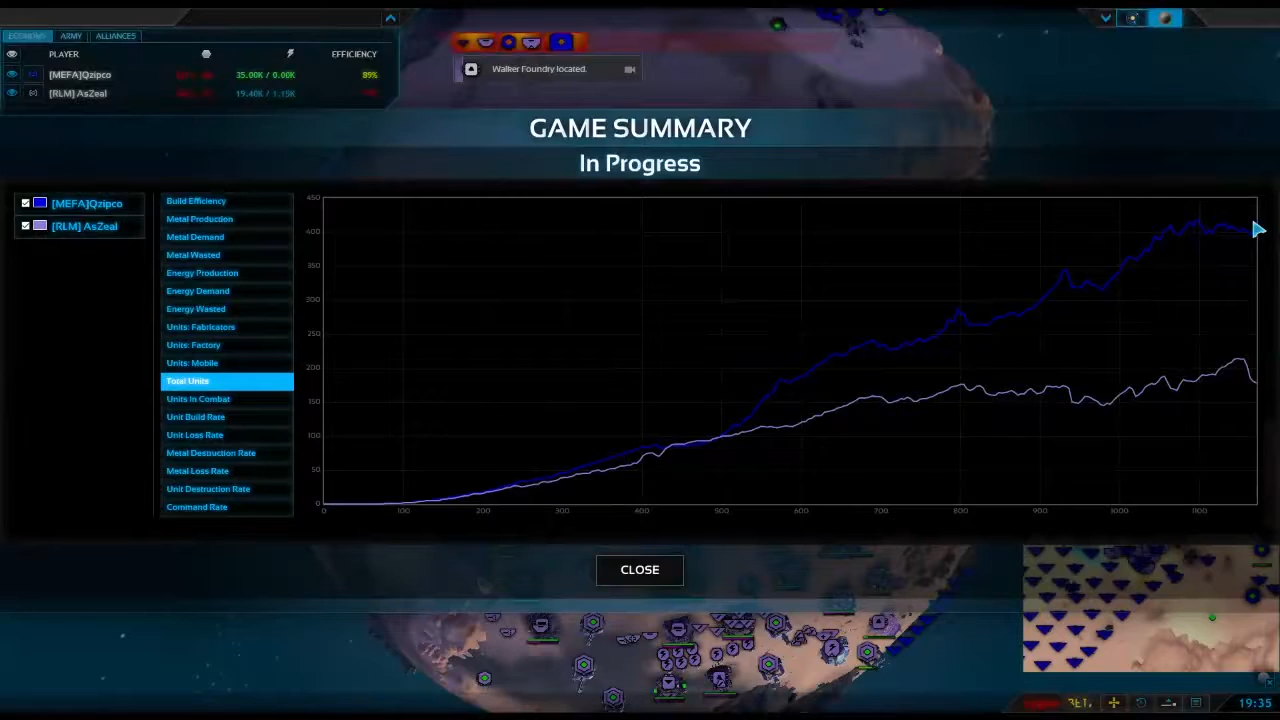 ECONOMY ARMY ALLIANCES
PLAYER EFFICIENCY
[MEFA]Qzipco 35.00K / 0.00K 89%
[RLM] AsZeal 19.40K / 1.15K
Walker Foundry located.
GAME SUMMARY
In Progress
[MEFA]Qzipco
[RLM] AsZeal
Build Efficiency
Metal Production
Metal Demand
Metal Wasted
Energy Production
Energy Demand
Energy Wasted
Units: Fabricators
Units: Factory
Units: Mobile
Total Units
Units In Combat
Unit Build Rate
Unit Loss Rate
Metal Destruction Rate
Metal Loss Rate
Unit Destruction Rate
Command Rate
450
400
350
300
250
200
150
100
50
0
0 100 200 300 400 500 600 700 800 900 1000 1100
CLOSE
19:35